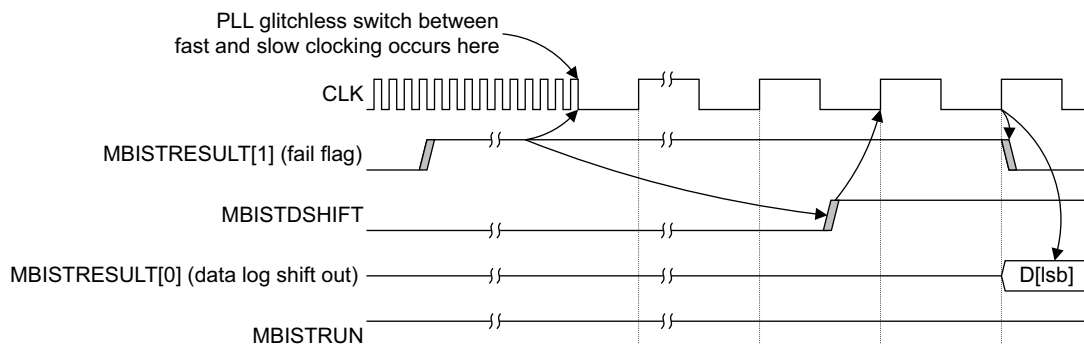 PLL glitchless switch between
fast and slow clocking occurs here
CLK
MBISTRESULT[1] (fail flag)
MBISTDSHIFT
MBISTRESULT[0] (data log shift out)
D[lsb]
MBISTRUN